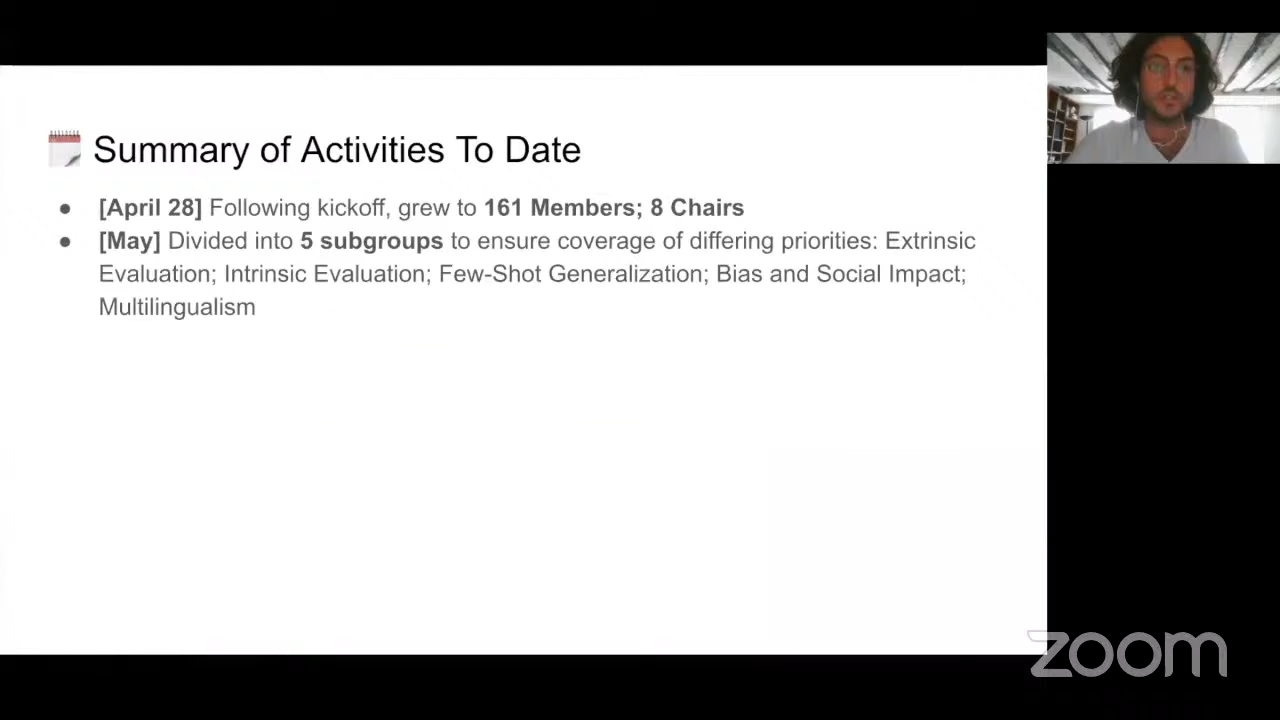 Summary of Activities To Date
● [April 28] Following kickoff, grew to 161 Members; 8 Chairs
● [May] Divided into 5 subgroups to ensure coverage of differing priorities: Extrinsic
Evaluation; Intrinsic Evaluation; Few-Shot Generalization; Bias and Social Impact;
Multilingualism
zoom